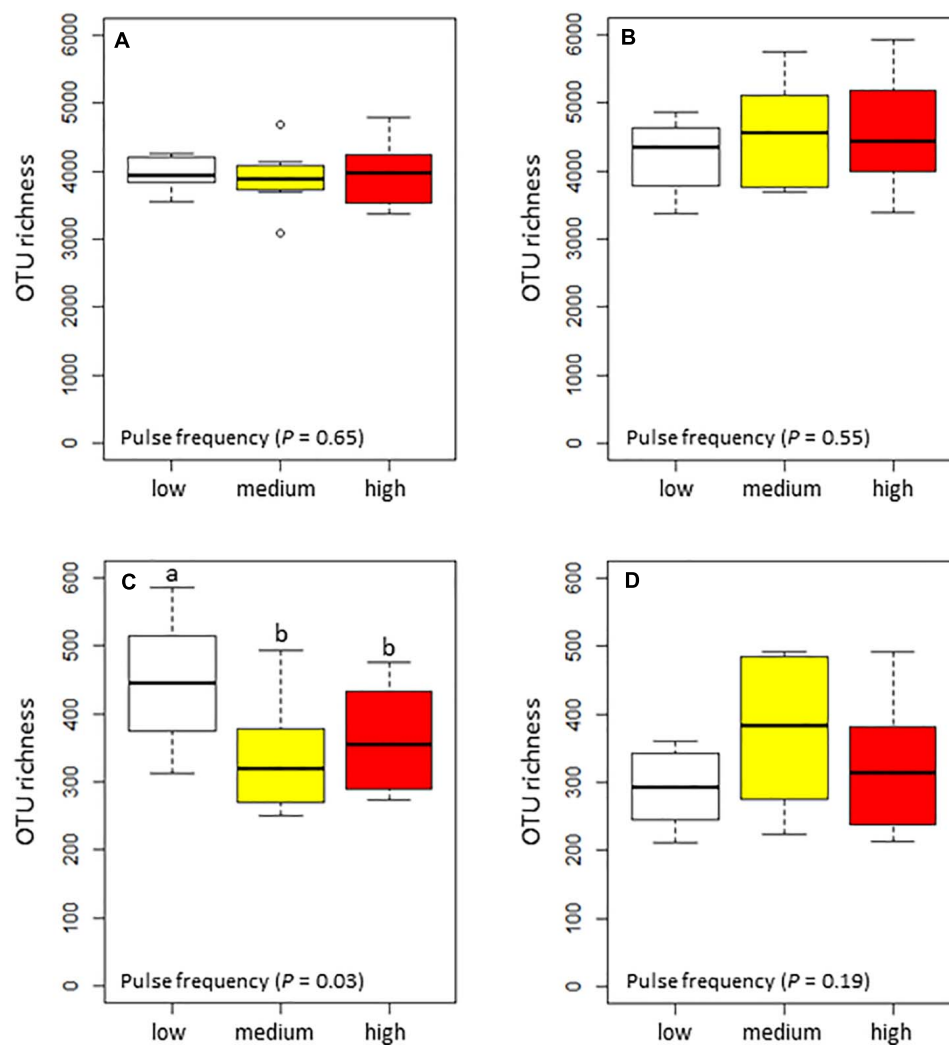 A
OTU richness
6000
5000
4000
3000
2000
1000
0
Pulse frequency (P = 0.65)
low medium high
B
OTU richness
6000
5000
4000
3000
2000
1000
0
Pulse frequency (P = 0.55)
low medium high
C
a
b
b
OTU richness
600
500
400
300
200
100
0
Pulse frequency (P = 0.03)
low medium high
D
OTU richness
600
500
400
300
200
100
0
Pulse frequency (P = 0.19)
low medium high